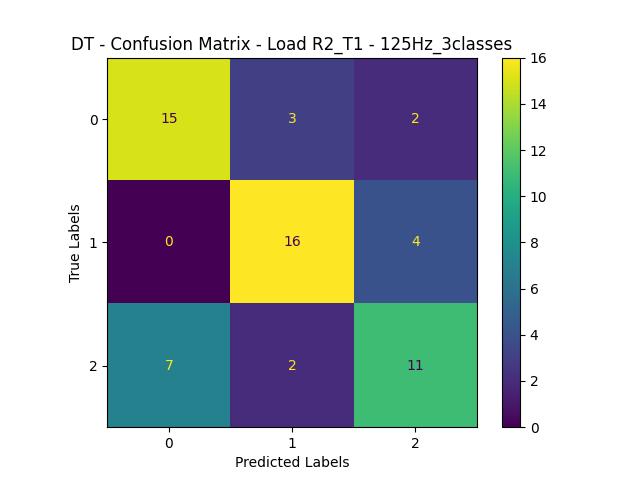 DT - Confusion Matrix - Load R2_T1 - 125Hz_3classes
True Labels
0 15 3 2
1 0 16 4
2 7 2 11
0 1 2
Predicted Labels
16
14
12
10
8
6
4
2
0